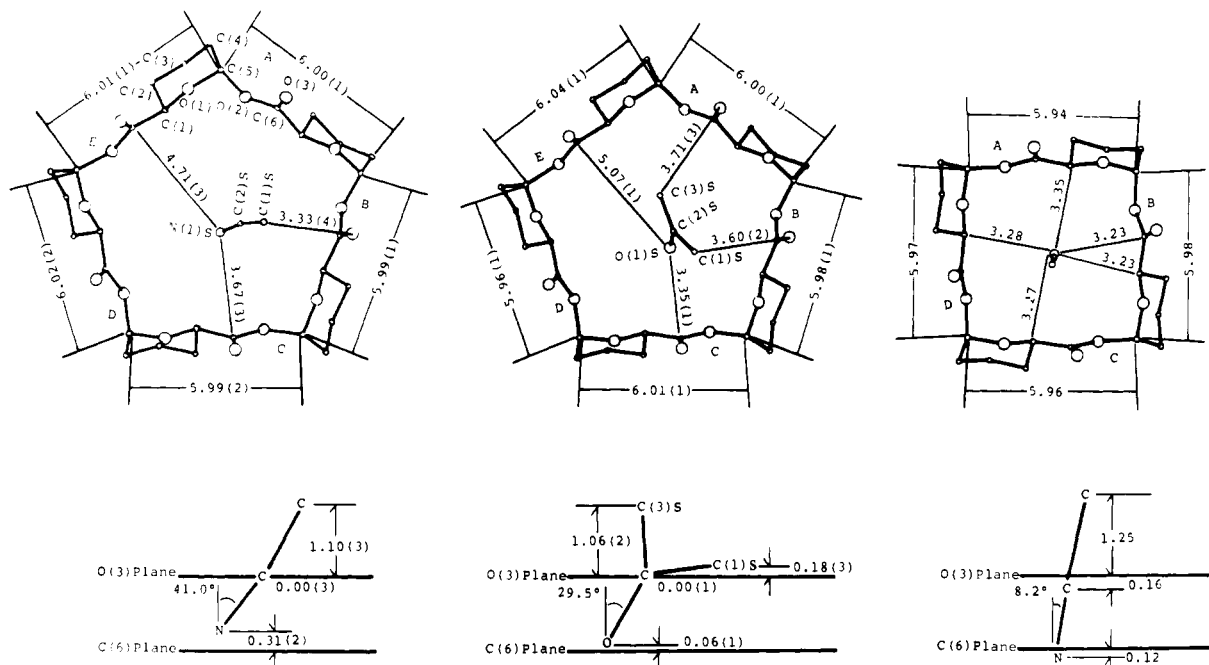 C(4)
A
6.01(1)
C(3)
C(5)
6.00(1)
O(3)
C(2)
O(1)
O(2)
C(6)
C(1)
E
4.71(3)
C(2)S
C(1)S
N(1)S
3.33(4)
B
6.02(2)
3.67(3)
5.99(1)
D
C
5.99(2)
6.04(1)
A
6.00(1)
E
3.71(3)
5.07(1)
C(3)S
C(2)S
B
O(1)S
3.60(2)
C(1)S
5.96(1)
3.35(1)
5.98(1)
D
C
6.01(1)
5.94
A
3.35
B
3.28
3.23
5.97
3.23
5.98
D
3.27
C
5.96
C
1.10(3)
O(3)Plane
C
41.0°
0.00(3)
N
0.31(2)
C(6)Plane
C(3)S
1.06(2)
C(1)S
0.18(3)
O(3)Plane
C
29.5°
0.00(1)
O
0.06(1)
C(6)Plane
C
1.25
O(3)Plane
C
0.16
8.2°
C(6)Plane
N
0.12